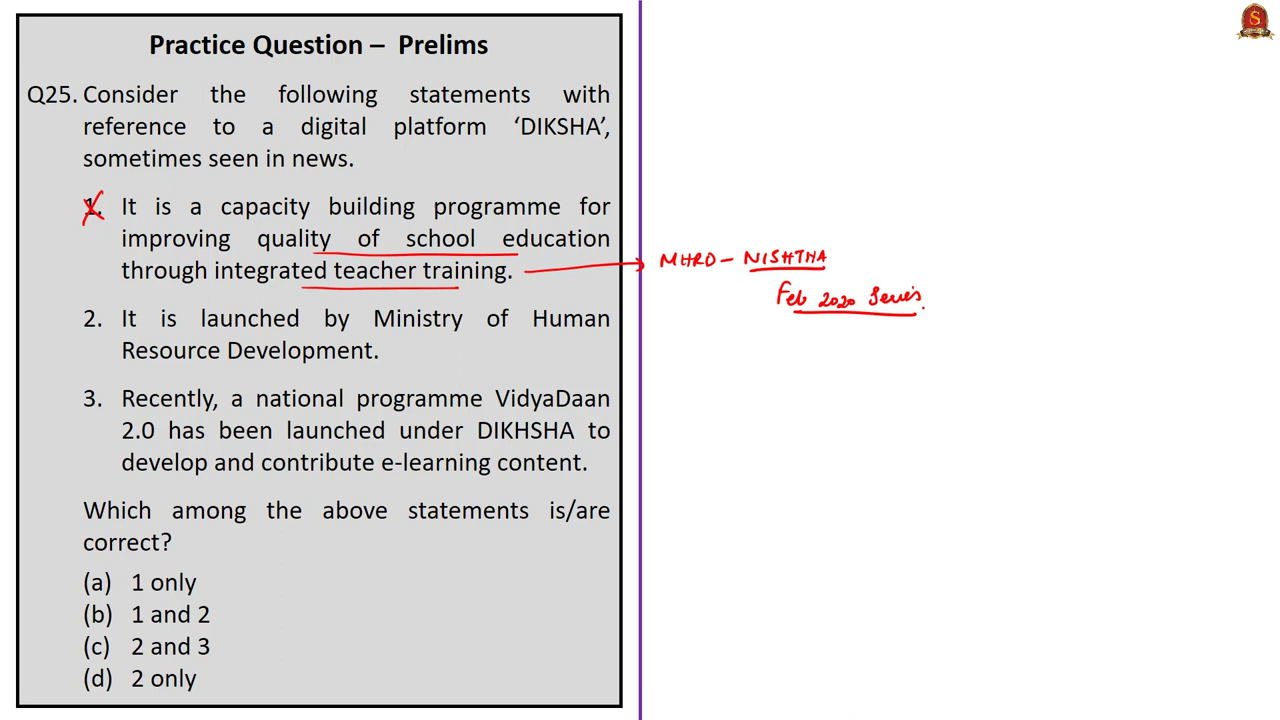 Practice Question – Prelims
Q25. Consider the following statements with
reference to a digital platform ‘DIKSHA’,
sometimes seen in news.
1. It is a capacity building programme for
improving quality of school education
through integrated teacher training.
MHRD – NISHTHA
Feb 2020 Series.
2. It is launched by Ministry of Human
Resource Development.
3. Recently, a national programme VidyaDaan
2.0 has been launched under DIKHSHA to
develop and contribute e-learning content.
Which among the above statements is/are
correct?
(a) 1 only
(b) 1 and 2
(c) 2 and 3
(d) 2 only